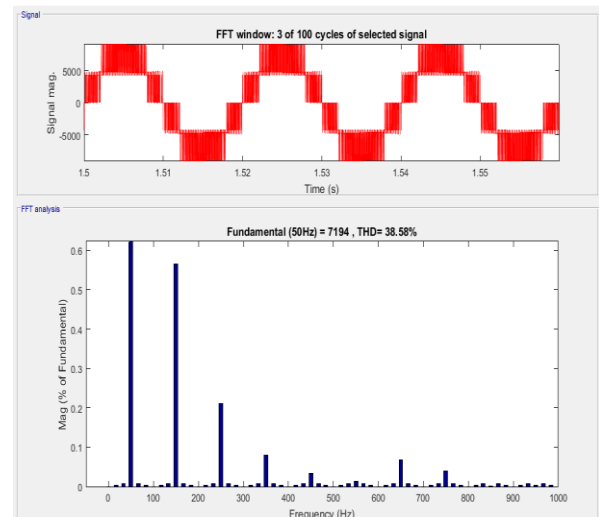 Signal
FFT window: 3 of 100 cycles of selected signal
Signal mag.
5000
0
-5000
1.5 1.51 1.52 1.53 1.54 1.55
Time (s)
FFT analysis
Fundamental (50Hz) = 7194 , THD= 38.58%
Mag (% of Fundamental)
0.6
0.5
0.4
0.3
0.2
0.1
0
0 100 200 300 400 500 600 700 800 900 1000
Frequency (Hz)